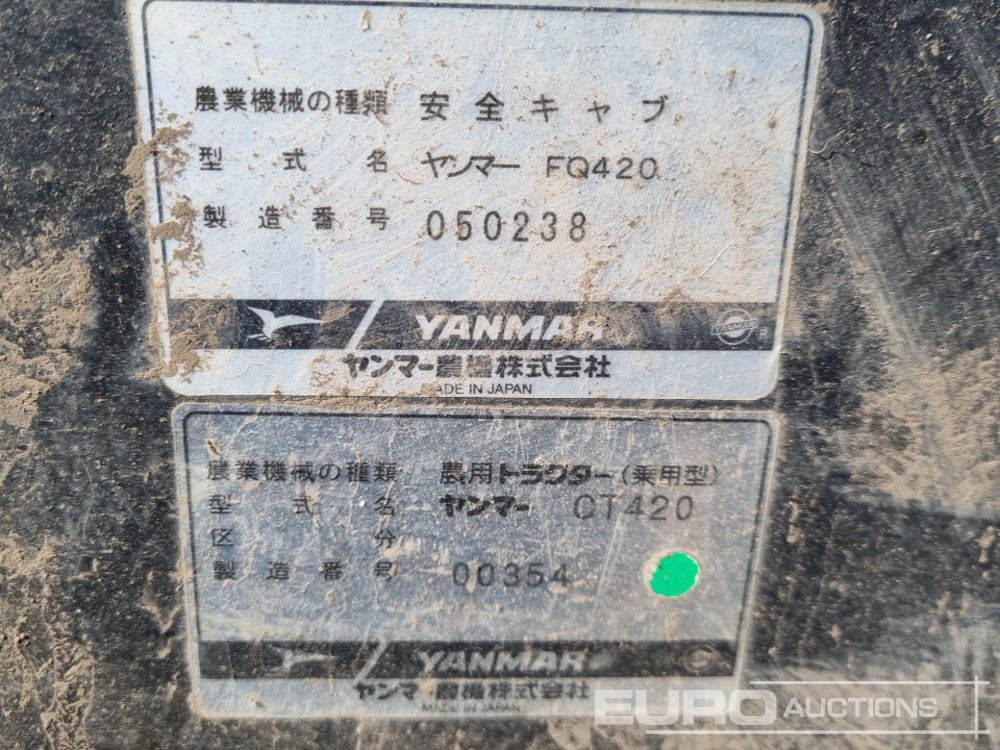 農業機械の種類 安全キャブ
型式名 ヤンマー FQ420
製造番号 050238
YANMAR
ヤンマー農機株式会社
MADE IN JAPAN
農業機械の種類 農用トラクター(乗用型)
型式名 ヤンマー CT420
区分
製造番号 00354
YANMAR
ヤンマー農機株式会社
MADE IN JAPAN
EURO AUCTIONS